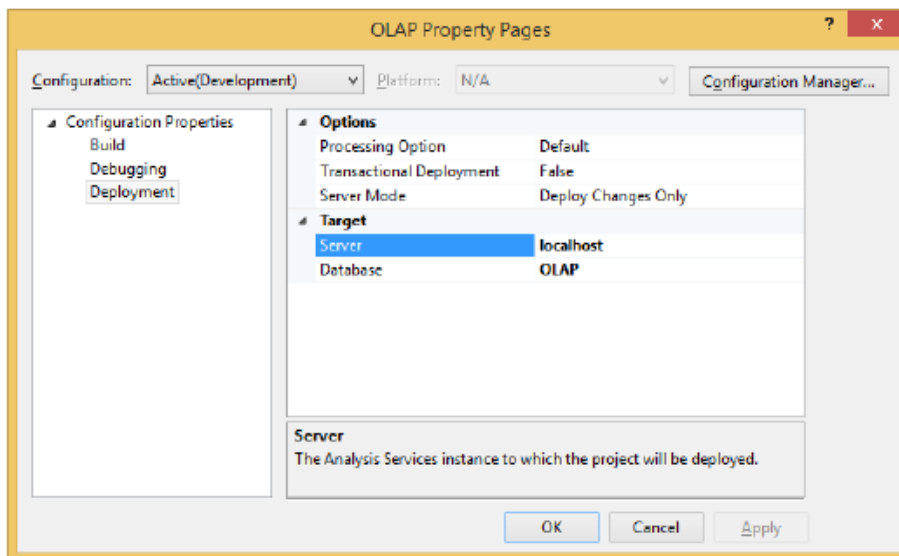 OLAP Property Pages
? x
Configuration: Active(Development) Platform: N/A Configuration Manager...
Configuration Properties
Build
Debugging
Deployment
Options
Processing Option Default
Transactional Deployment False
Server Mode Deploy Changes Only
Target
Server localhost
Database OLAP
Server
The Analysis Services instance to which the project will be deployed.
OK Cancel Apply